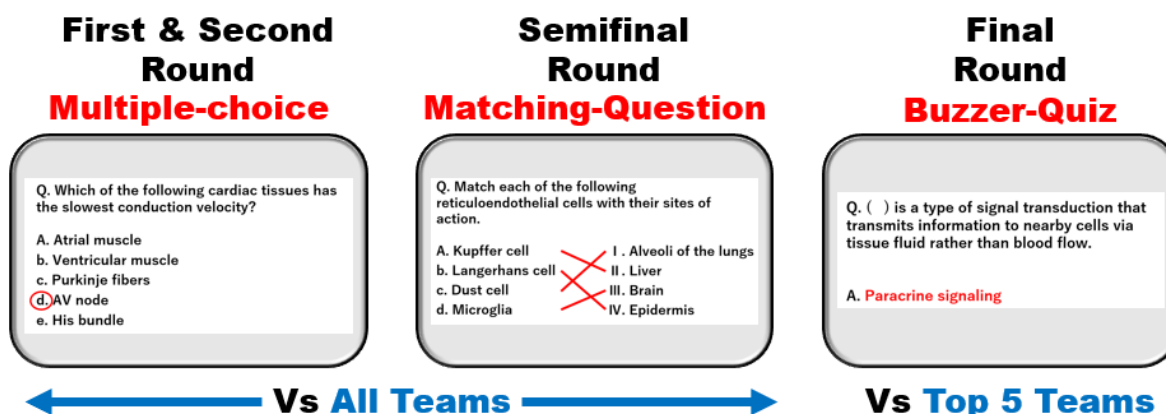 First & Second
Round
Multiple-choice
Q. Which of the following cardiac tissues has
the slowest conduction velocity?
A. Atrial muscle
b. Ventricular muscle
c. Purkinje fibers
d. AV node
e. His bundle
Semifinal
Round
Matching-Question
Q. Match each of the following
reticuloendothelial cells with their sites of
action.
A. Kupffer cell I . Alveoli of the lungs
b. Langerhans cell II . Liver
c. Dust cell III. Brain
d. Microglia IV. Epidermis
Final
Round
Buzzer-Quiz
Q. ( ) is a type of signal transduction that
transmits information to nearby cells via
tissue fluid rather than blood flow.
A. Paracrine signaling
Vs All Teams
Vs Top 5 Teams